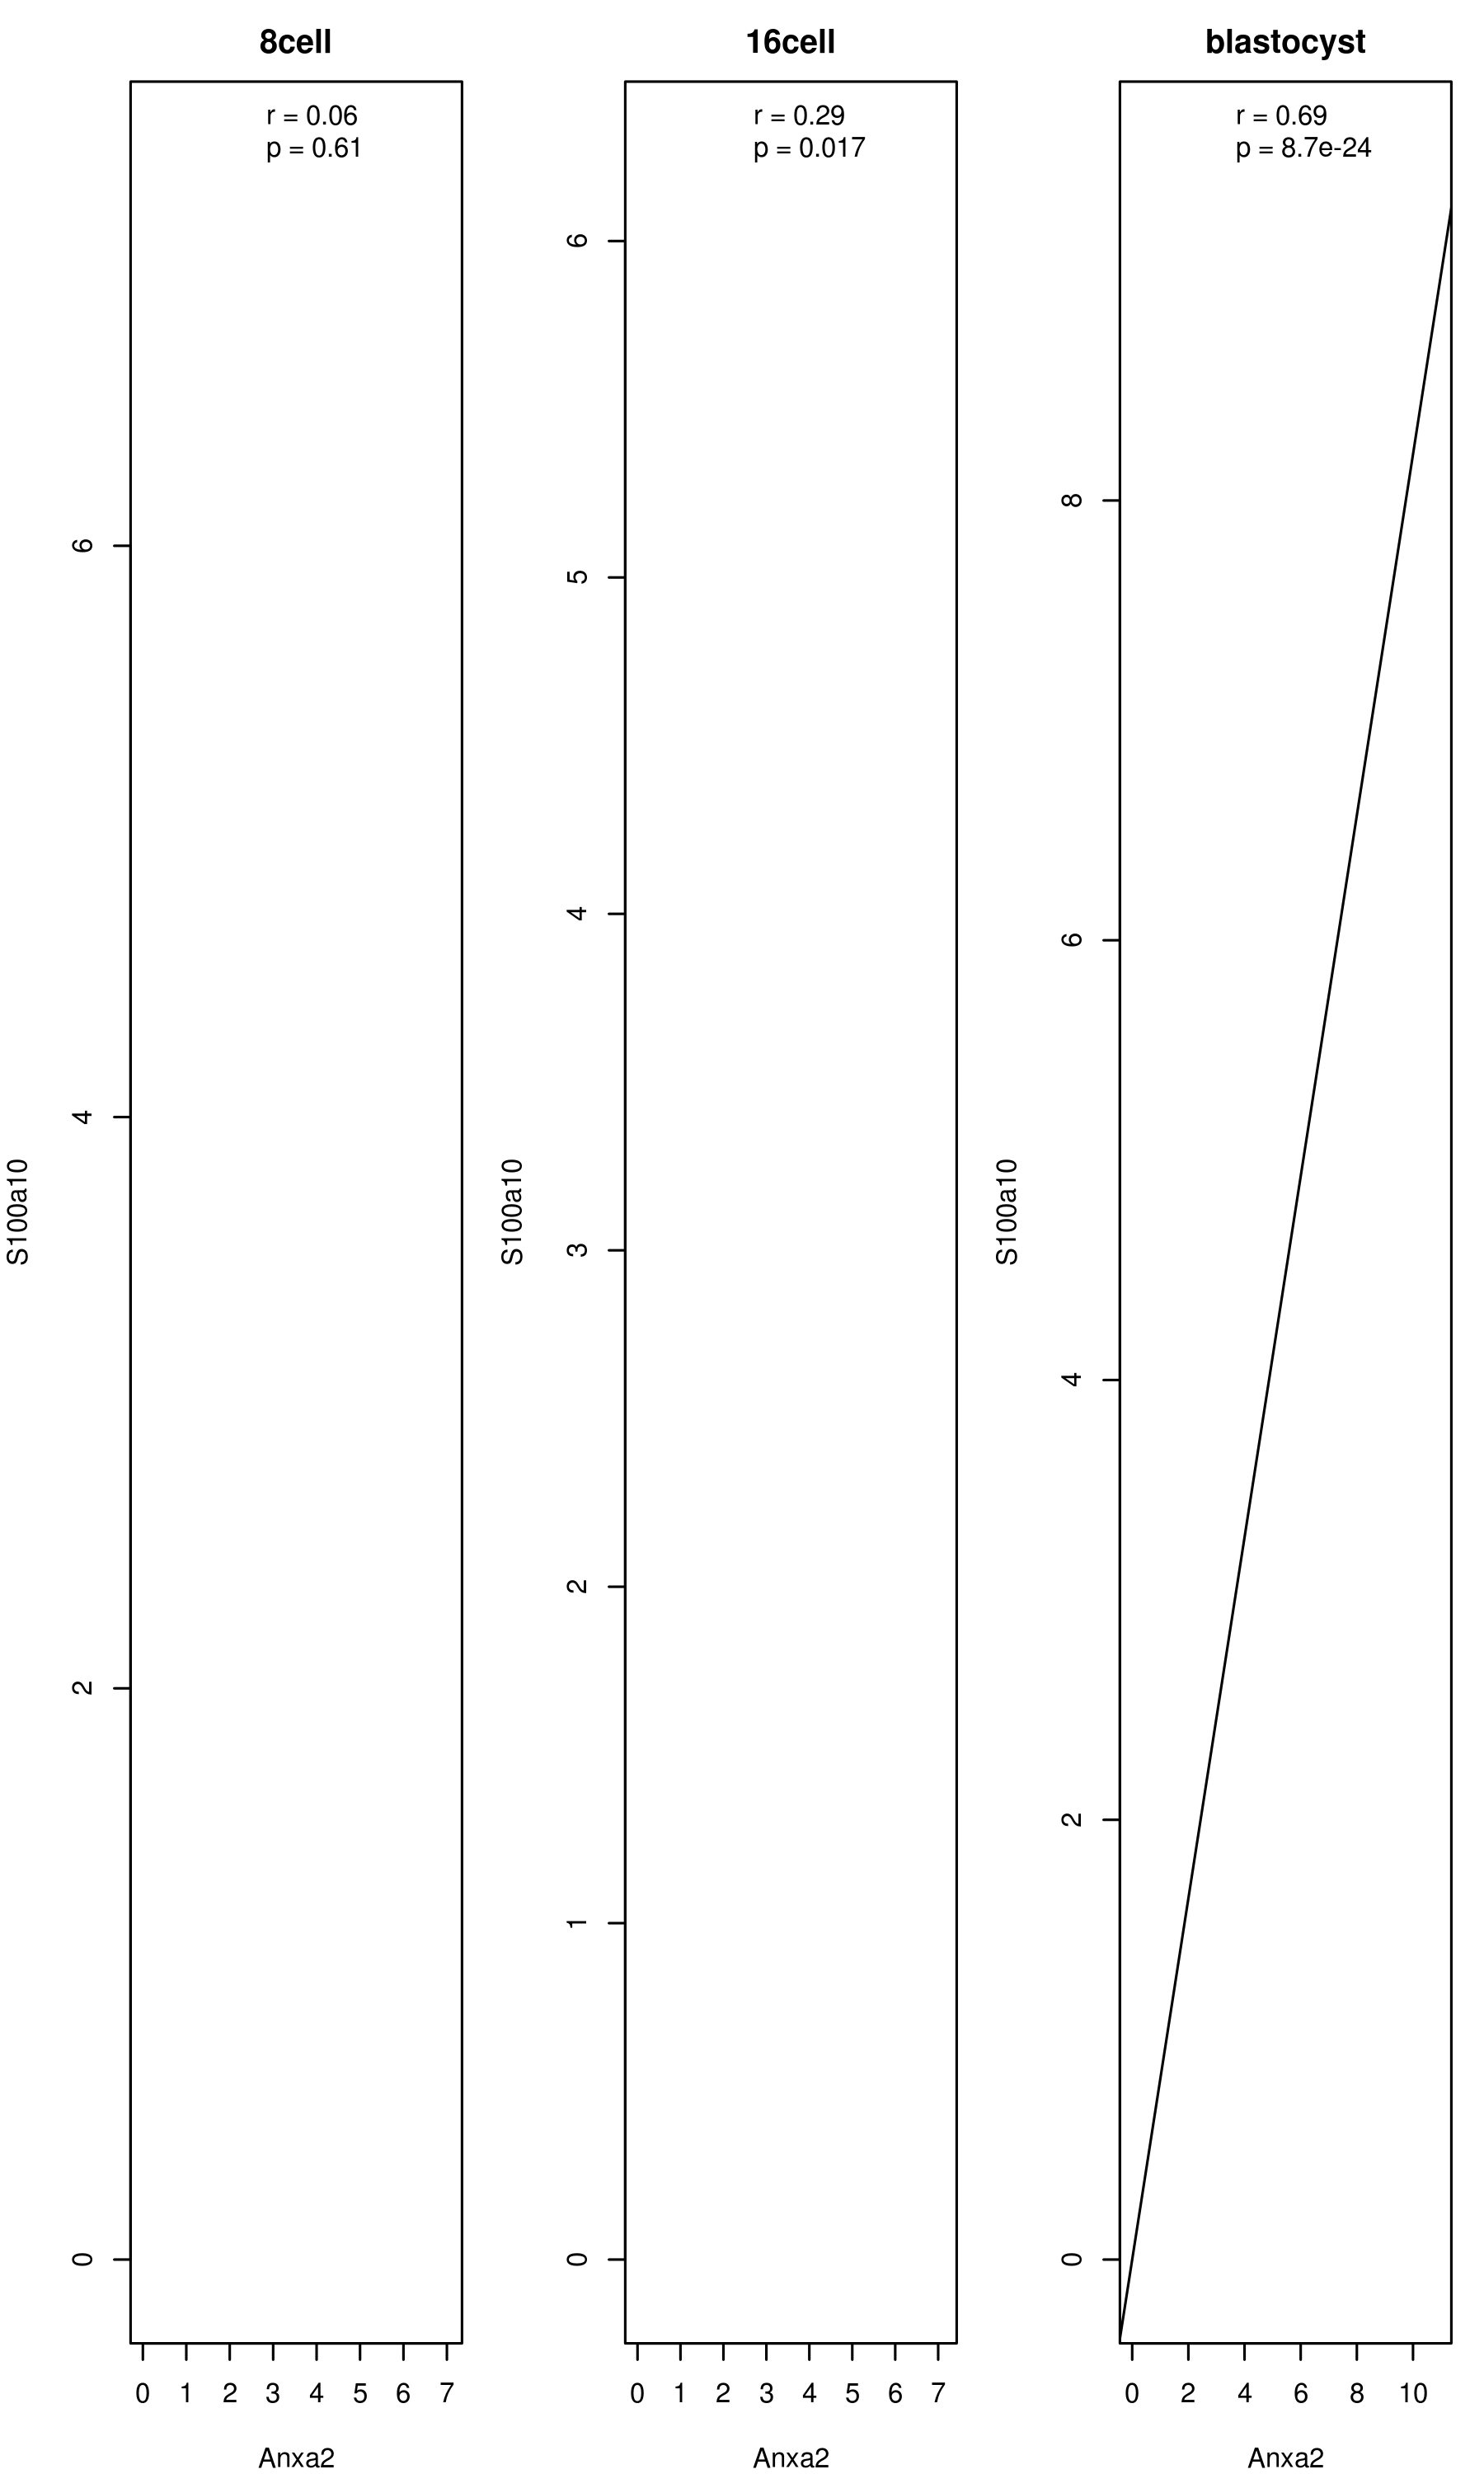 8cell
r = 0.06
p = 0.61
S100a10
6
4
2
0
0 1 2 3 4 5 6 7
Anxa2
16cell
r = 0.29
p = 0.017
S100a10
6
5
4
3
2
1
0
0 1 2 3 4 5 6 7
Anxa2
blastocyst
r = 0.69
p = 8.7e-24
S100a10
8
6
4
2
0
0 2 4 6 8 10
Anxa2